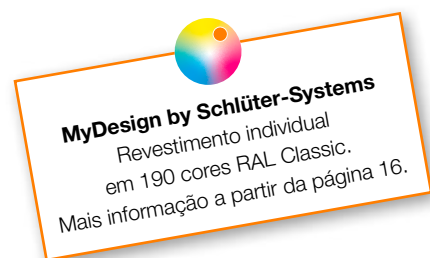 MyDesign by Schlüter-Systems
Revestimento individual
em 190 cores RAL Classic.
Mais informação a partir da página 16.